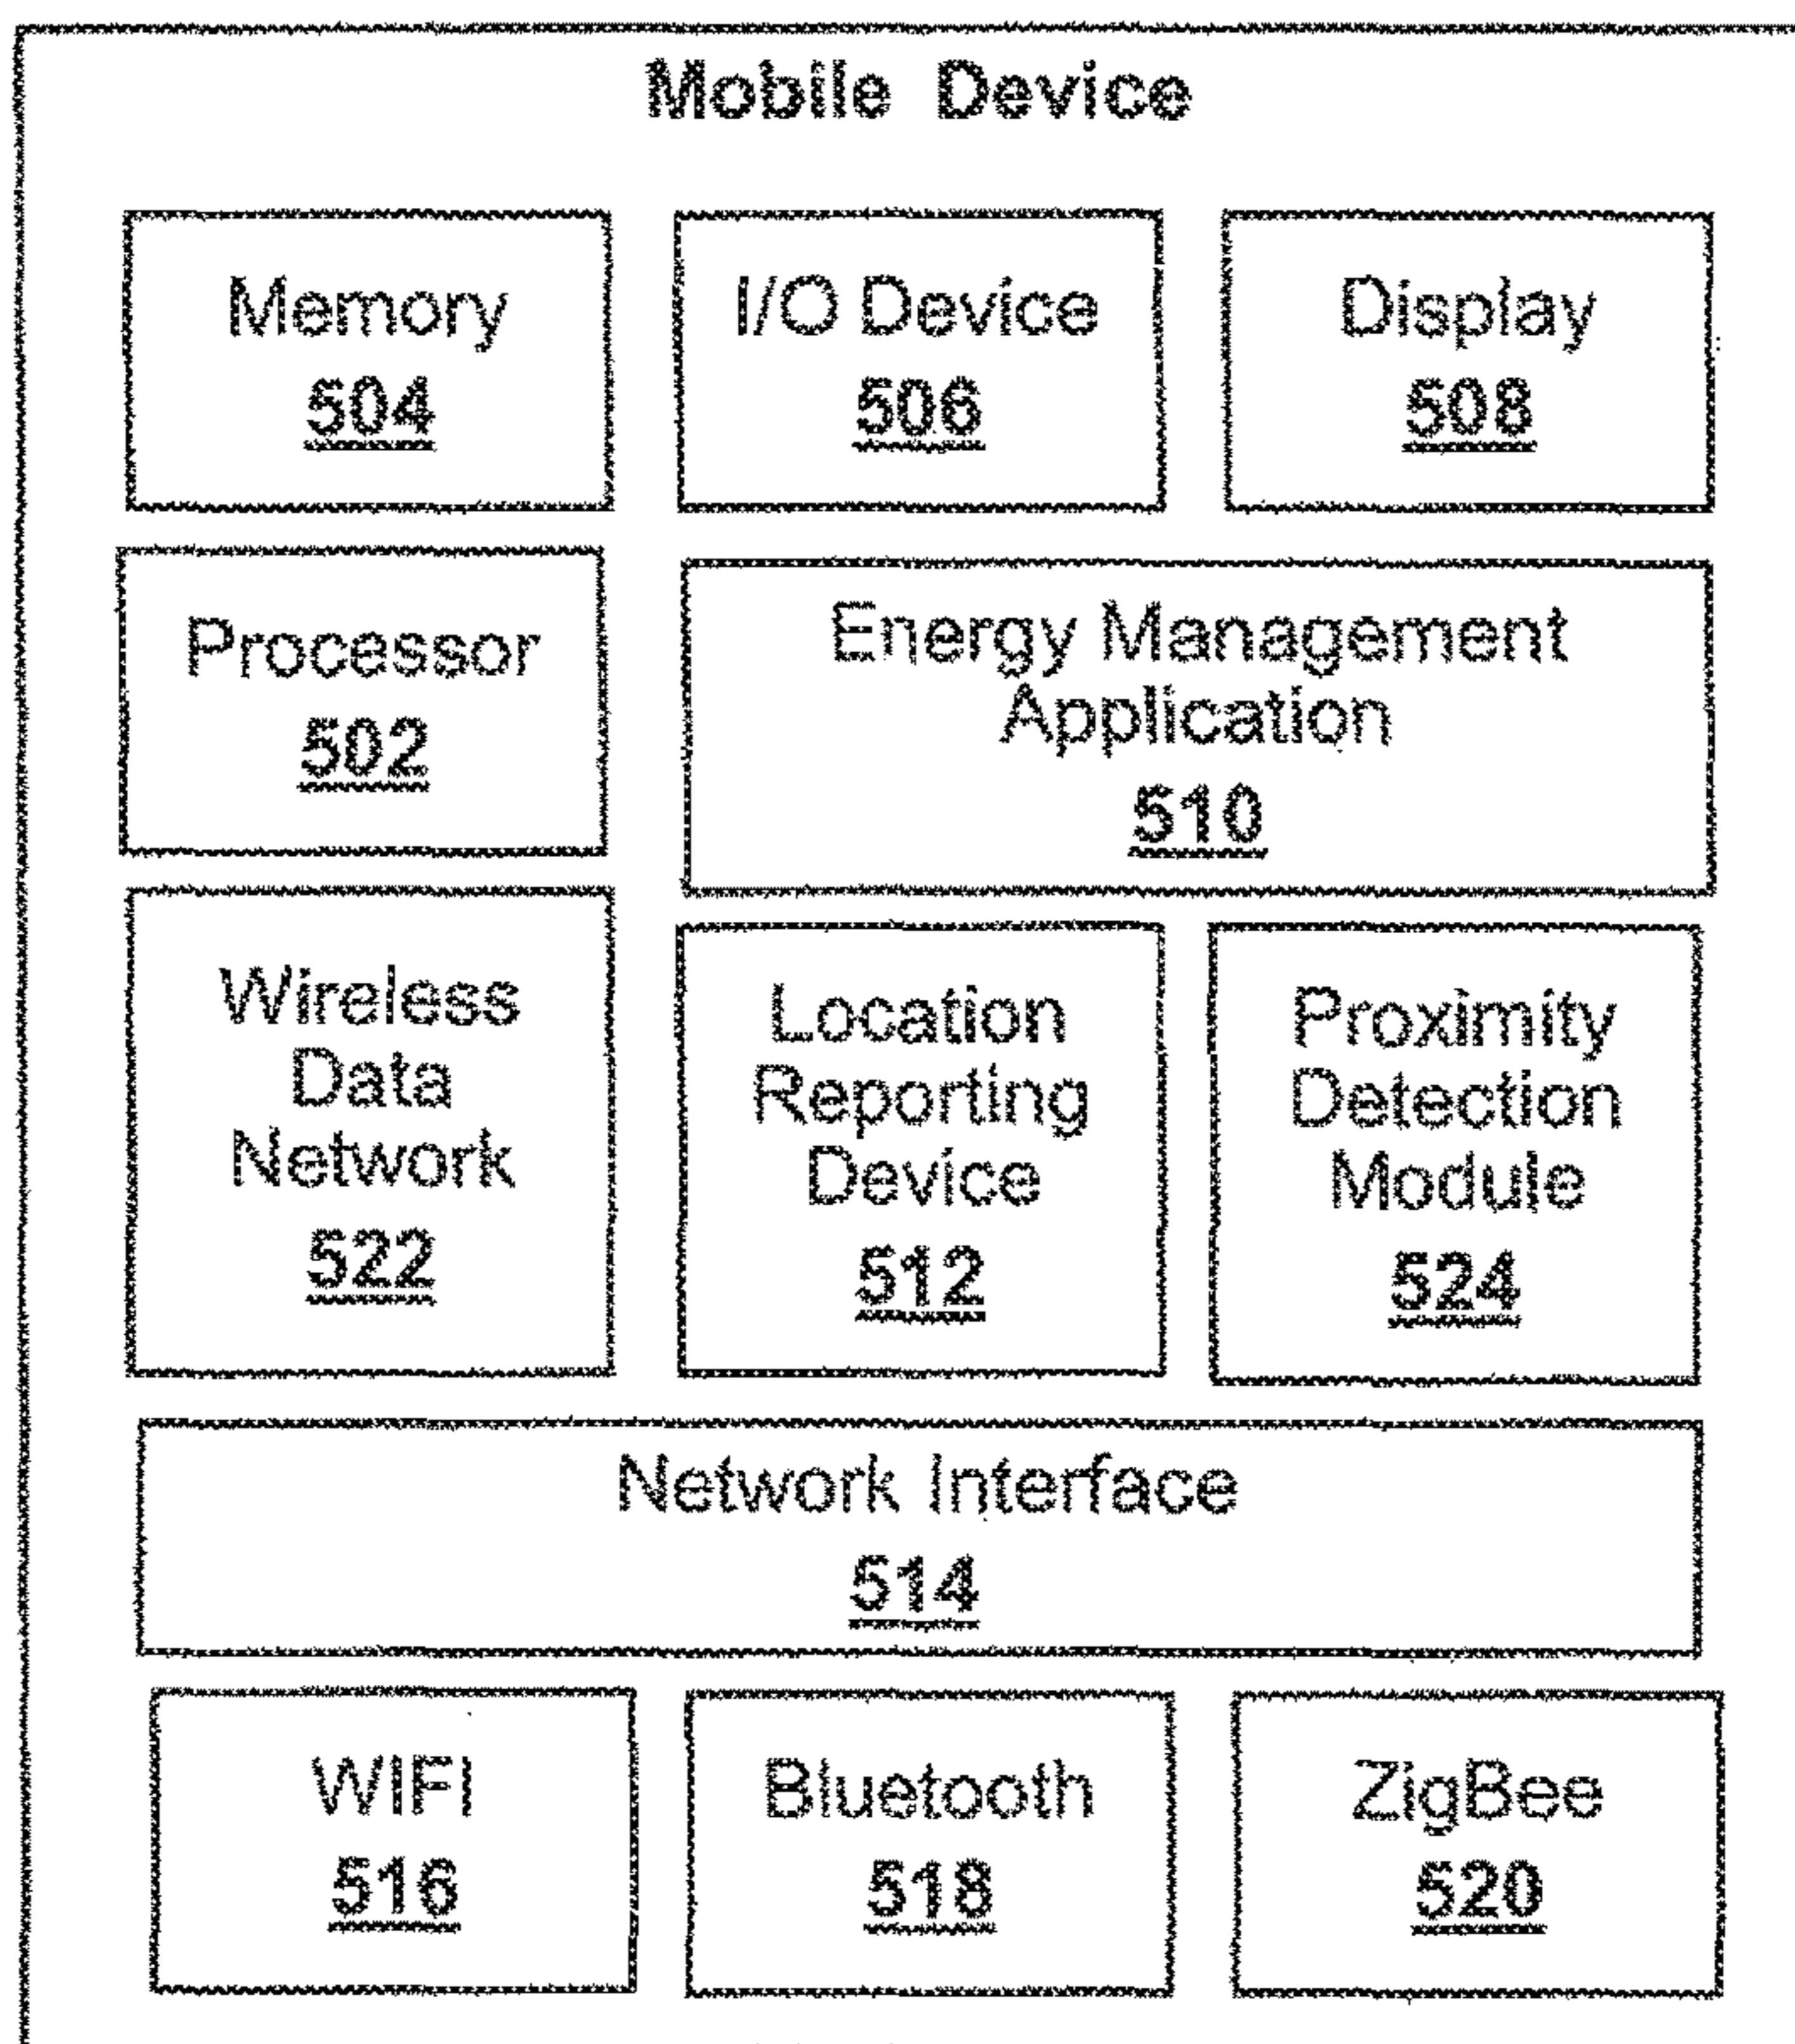 Mobile Device
Memory
504
I/O Device
506
Display
508
Processor
502
Energy Management
Application
510
Wireless
Data
Network
522
Location
Reporting
Device
512
Proximity
Detection
Module
524
Network Interface
514
WIFI
516
Bluetooth
518
ZigBee
520